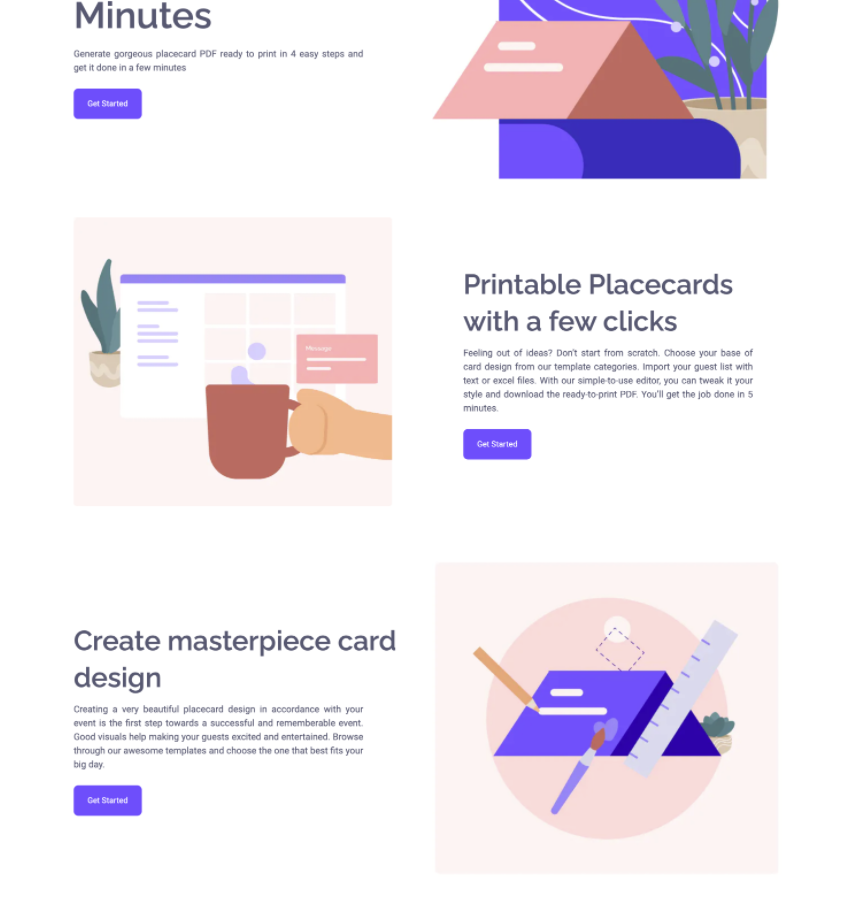 Minutes
Generate gorgeous placecard PDF ready to print in 4 easy steps and
get it done in a few minutes
Get Started
Message
Printable Placecards
with a few clicks
Feeling out of ideas? Don't start from scratch. Choose your base of
card design from our template categories. Import your guest list with
text or excel files. With our simple-to-use editor, you can tweak it your
style and download the ready-to-print PDF. You'll get the job done in 5
minutes.
Get Started
Create masterpiece card
design
Creating a very beautiful placecard design in accordance with your
event is the first step towards a successful and rememberable event.
Good visuals help making your guests excited and entertained. Browse
through our awesome templates and choose the one that best fits your
big day.
Get Started